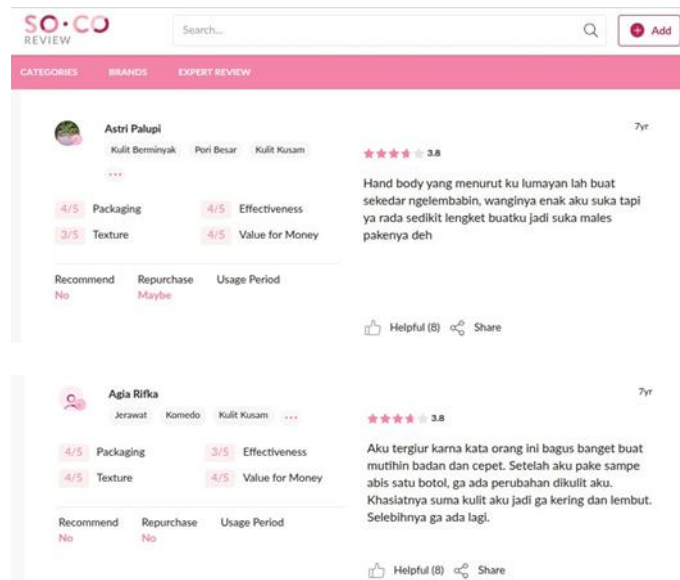 SO·CO
REVIEW
Search...
Add
CATEGORIES BRANDS EXPERT REVIEW
Astri Palupi
7yr
Kulit Berminyak Pori Besar Kulit Kusam
...
4/5 Packaging 4/5 Effectiveness
3/5 Texture 4/5 Value for Money
Recommend Repurchase Usage Period
No Maybe
3.8
Hand body yang menurut ku lumayan lah buat
sekedar ngelembabin, wanginya enak aku suka tapi
ya rada sedikit lengket buatku jadi suka males
pakenya deh
Helpful (8) Share
Agia Rifka
7yr
Jerawat Komedo Kulit Kusam ...
4/5 Packaging 3/5 Effectiveness
4/5 Texture 4/5 Value for Money
Recommend Repurchase Usage Period
No No
3.8
Aku tergiur karna kata orang ini bagus banget buat
mutihin badan dan cepet. Setelah aku pake sampe
abis satu botol, ga ada perubahan dikulit aku.
Khasiatnya suma kulit aku jadi ga kering dan lembut.
Selebihnya ga ada lagi.
Helpful (8) Share